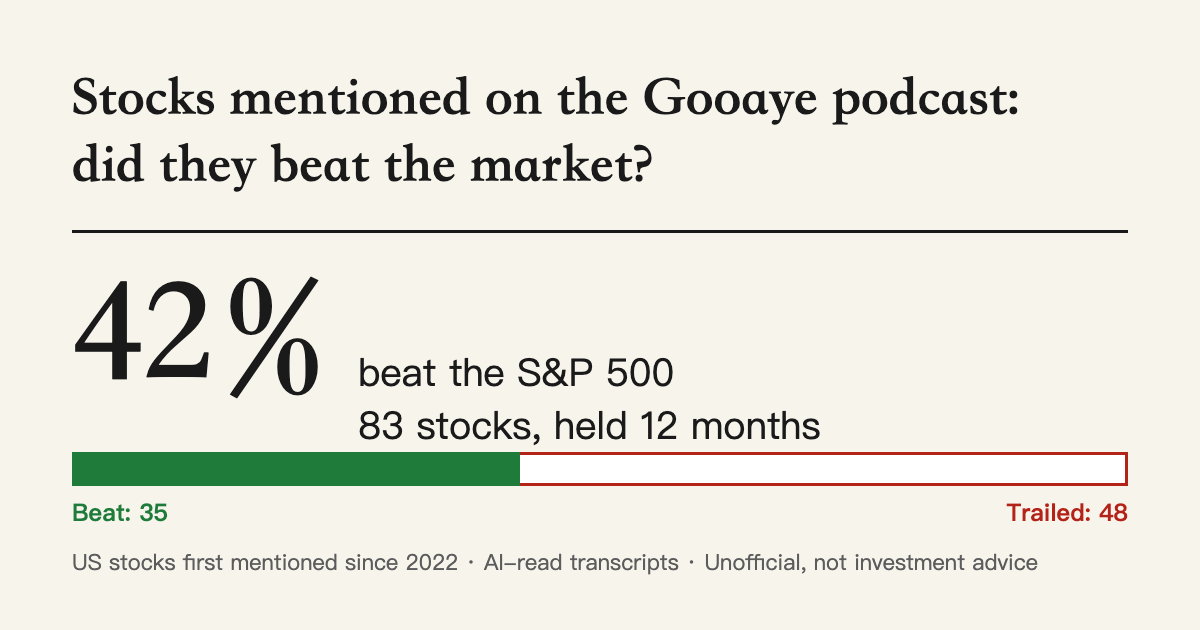 Stocks mentioned on the Gooaye podcast:
did they beat the market?
42%
beat the S&P 500
83 stocks, held 12 months
Beat: 35
Trailed: 48
US stocks first mentioned since 2022 · AI–read transcripts · Unofficial, not investment advice